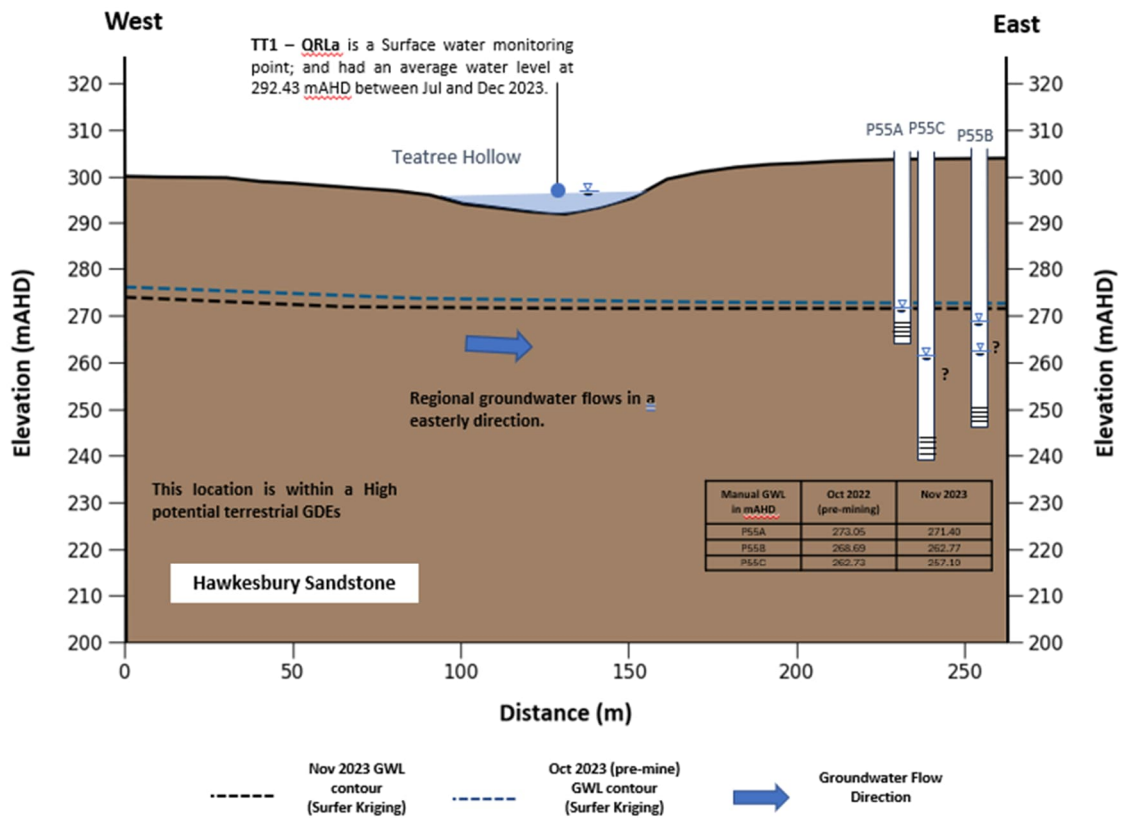 West
East
TT1 – QRLa is a Surface water monitoring
point; and had an average water level at
292.43 mAHD between Jul and Dec 2023.
Teatree Hollow
P55A P55C P55B
320
310
300
290
280
270
260
250
240
230
220
210
200
Elevation (mAHD)
320
310
300
290
280
270
260
250
240
230
220
210
200
Elevation (mAHD)
?
?
Regional groundwater flows in a
easterly direction.
This location is within a High
potential terrestrial GDEs
Hawkesbury Sandstone
Manual GWL in mAHD Oct 2022 (pre-mining) Nov 2023
P55A 273.05 271.40
P55B 268.69 262.77
P55C 262.73 257.10
0 50 100 150 200 250
Distance (m)
Nov 2023 GWL
contour
(Surfer Kriging)
Oct 2023 (pre-mine)
GWL contour
(Surfer Kriging)
Groundwater Flow
Direction